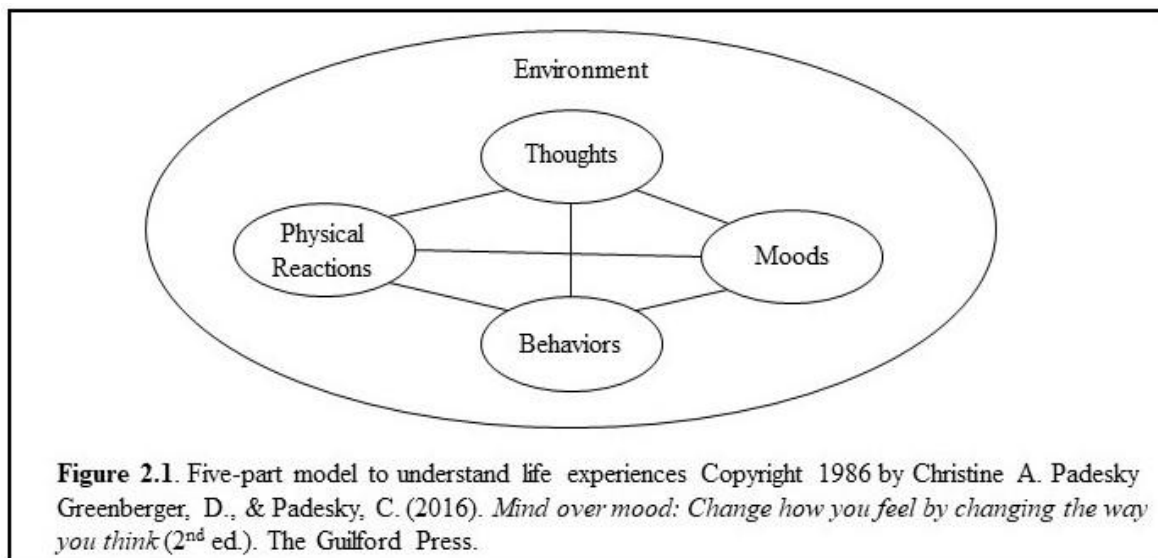 Environment
Thoughts
Physical
Reactions
Moods
Behaviors
Figure 2.1. Five-part model to understand life experiences Copyright 1986 by Christine A. Padesky
Greenberger, D., & Padesky, C. (2016). Mind over mood: Change how you feel by changing the way
you think (2nd ed.). The Guilford Press.